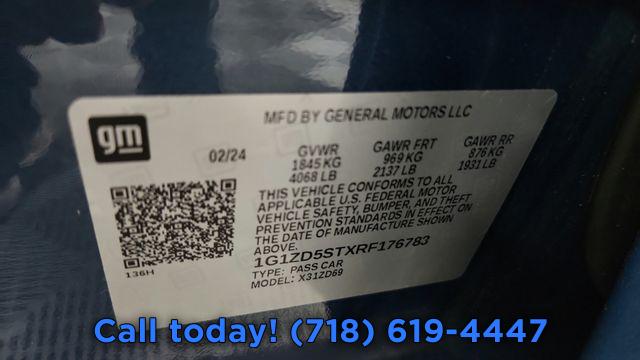 MFD BY GENERAL MOTORS LLC
gm
02/24
GVWR GAWR FRT GAWR RR
1845 KG 969 KG 876 KG
4068 LB 2137 LB 1931 LB
THIS VEHICLE CONFORMS TO ALL
APPLICABLE U.S. FEDERAL MOTOR
VEHICLE SAFETY, BUMPER, AND THEFT
PREVENTION STANDARDS IN EFFECT ON
THE DATE OF MANUFACTURE SHOWN
ABOVE.
1G1ZD5STXRF176783
TYPE: PASS CAR
MODEL: X31ZD69
136H
Call today! (718) 619-4447